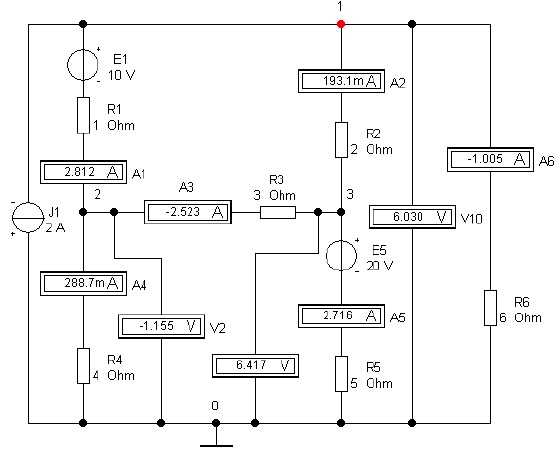 1
E1
10 V
193.1m A
A2
R1
1 Ohm
R2
2 Ohm
-1.005 A
A6
2.812 A
A1
A3
R3
3 Ohm
2
3
J1
2 A
-2.523 A
6.030 V
V10
E5
20 V
288.7m A
A4
R6
6 Ohm
-1.155 V
V2
2.716 A
A5
R4
4 Ohm
6.417 V
R5
5 Ohm
0